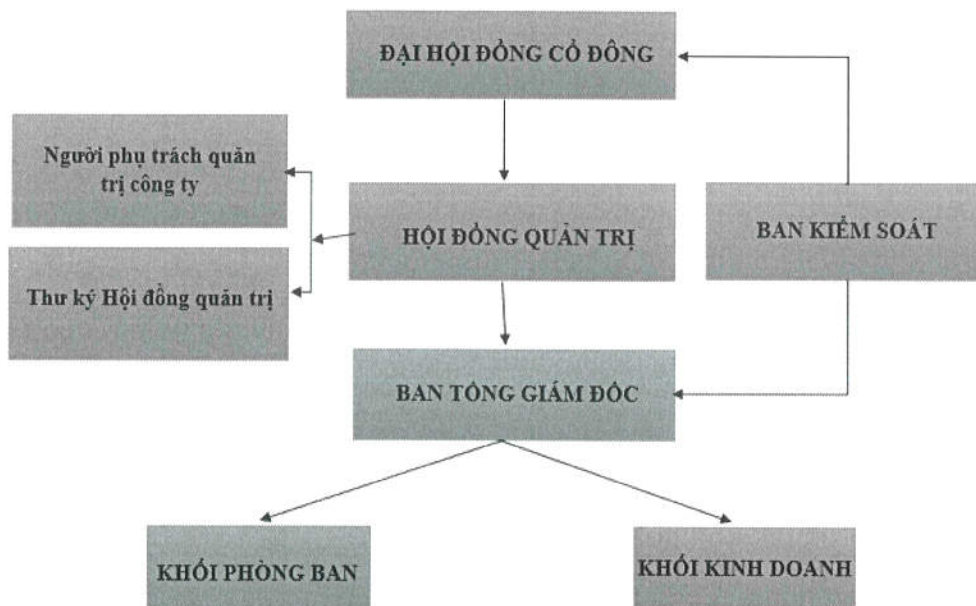 ĐẠI HỘI ĐỒNG CỔ ĐÔNG
Người phụ trách quản
trị công ty
HỘI ĐỒNG QUẢN TRỊ
BAN KIỂM SOÁT
Thư ký Hội đồng quản trị
BAN TỔNG GIÁM ĐỐC
KHỐI PHÒNG BAN
KHỐI KINH DOANH